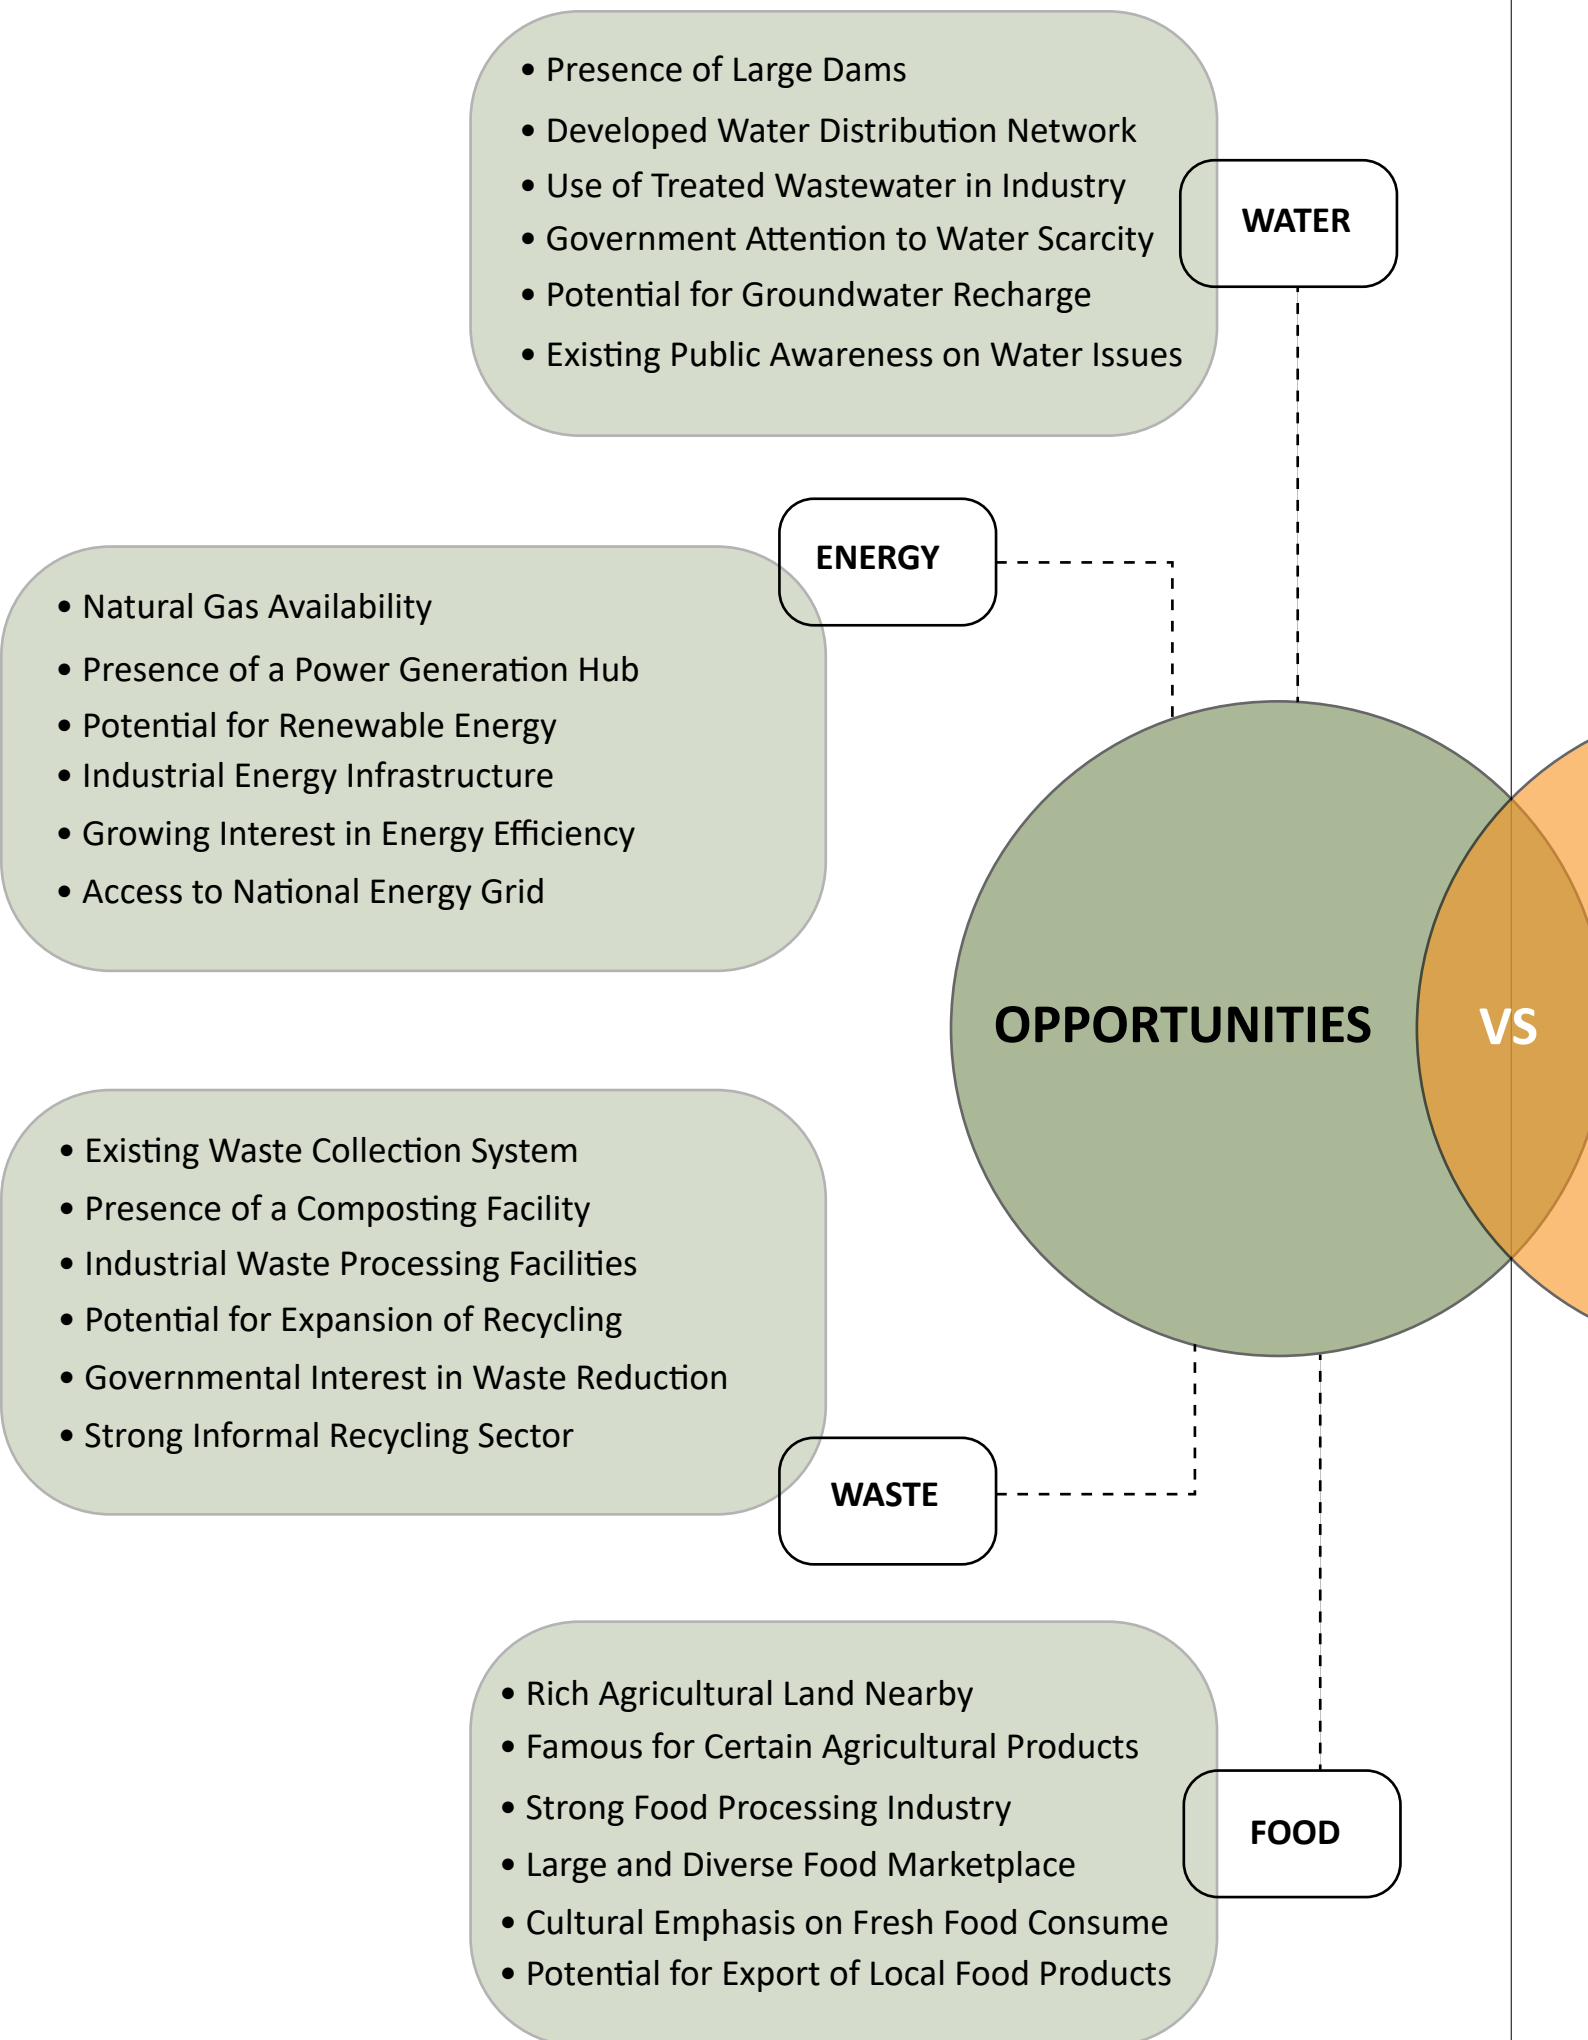 • Presence of Large Dams
• Developed Water Distribution Network
• Use of Treated Wastewater in Industry
• Government Attention to Water Scarcity
• Potential for Groundwater Recharge
• Existing Public Awareness on Water Issues
WATER
ENERGY
• Natural Gas Availability
• Presence of a Power Generation Hub
• Potential for Renewable Energy
• Industrial Energy Infrastructure
• Growing Interest in Energy Efficiency
• Access to National Energy Grid
OPPORTUNITIES
VS
• Existing Waste Collection System
• Presence of a Composting Facility
• Industrial Waste Processing Facilities
• Potential for Expansion of Recycling
• Governmental Interest in Waste Reduction
• Strong Informal Recycling Sector
WASTE
• Rich Agricultural Land Nearby
• Famous for Certain Agricultural Products
• Strong Food Processing Industry
• Large and Diverse Food Marketplace
• Cultural Emphasis on Fresh Food Consume
• Potential for Export of Local Food Products
FOOD